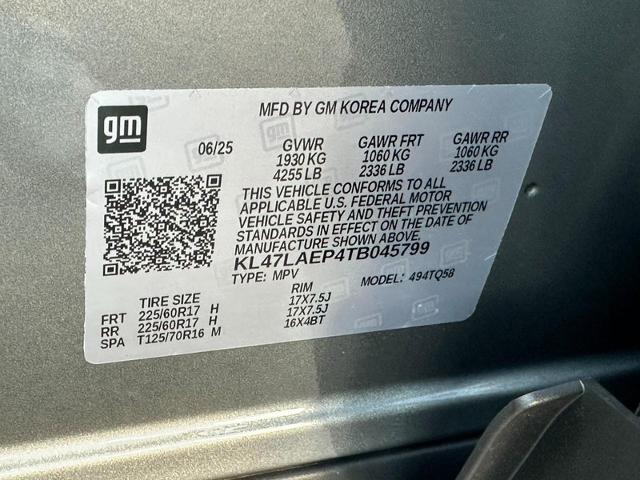 gm
MFD BY GM KOREA COMPANY
06/25 GVWR GAWR FRT GAWR RR
1930 KG 1060 KG 1060 KG
4255 LB 2336 LB 2336 LB
THIS VEHICLE CONFORMS TO ALL
APPLICABLE U.S. FEDERAL MOTOR
VEHICLE SAFETY AND THEFT PREVENTION
STANDARDS IN EFFECT ON THE DATE OF
MANUFACTURE SHOWN ABOVE.
KL47LAEP4TB045799
TYPE: MPV MODEL: 494TQ58
TIRE SIZE RIM
FRT 225/60R17 H 17X7.5J
RR 225/60R17 H 17X7.5J
SPA T125/70R16 M 16X4BT